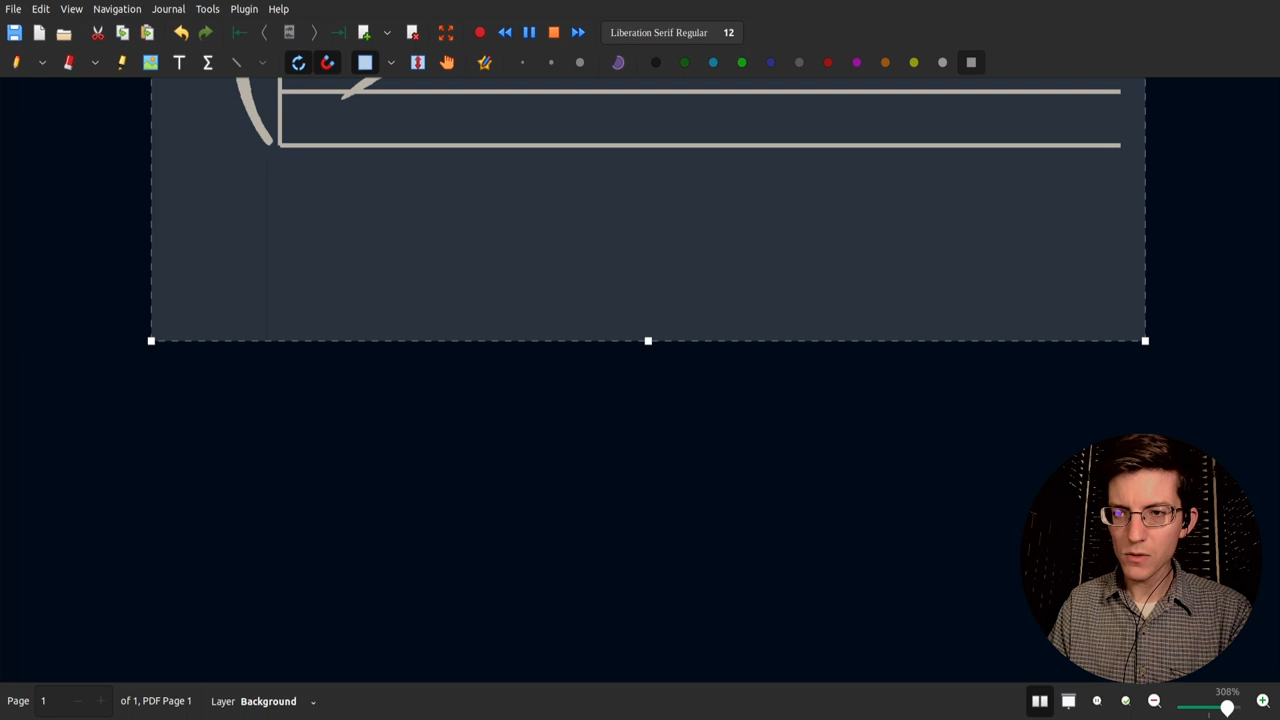 File Edit View Navigation Journal Tools Plugin Help
Liberation Serif Regular 12
Page 1 of 1, PDF Page 1 Layer Background 308%